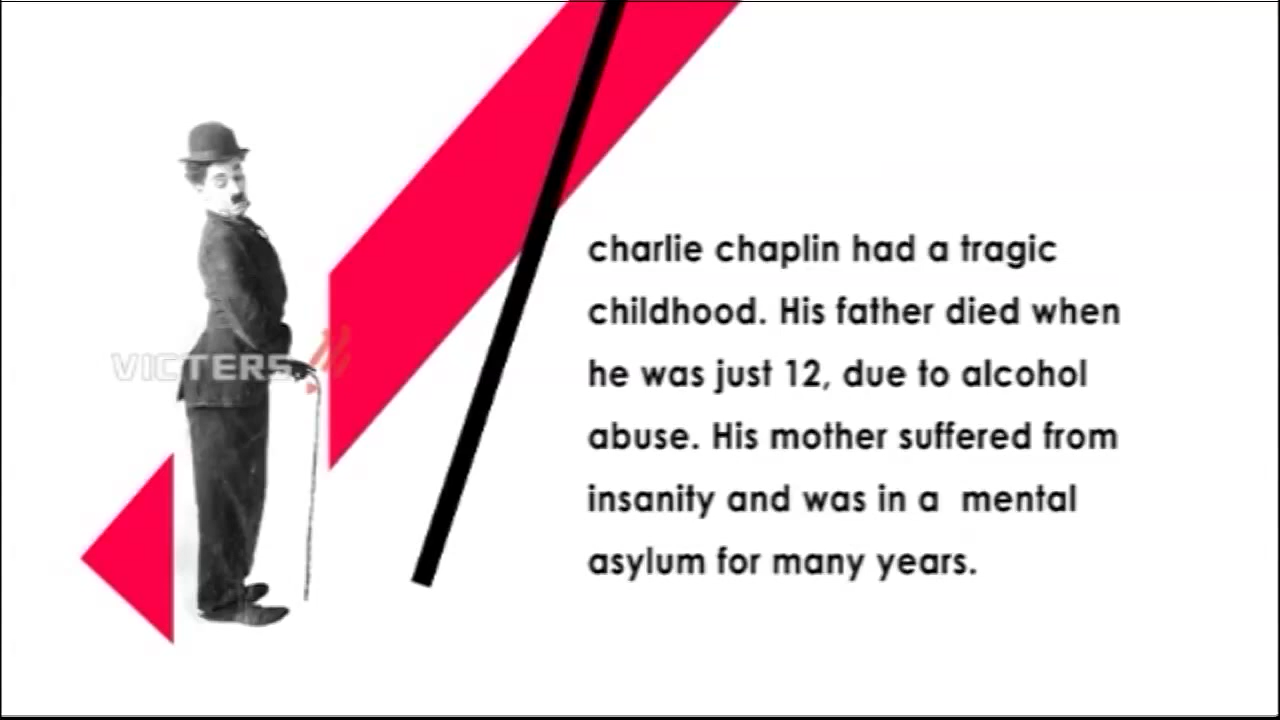 charlie chaplin had a tragic
childhood. His father died when
he was just 12, due to alcohol
abuse. His mother suffered from
insanity and was in a  mental
asylum for many years.
VICTERS